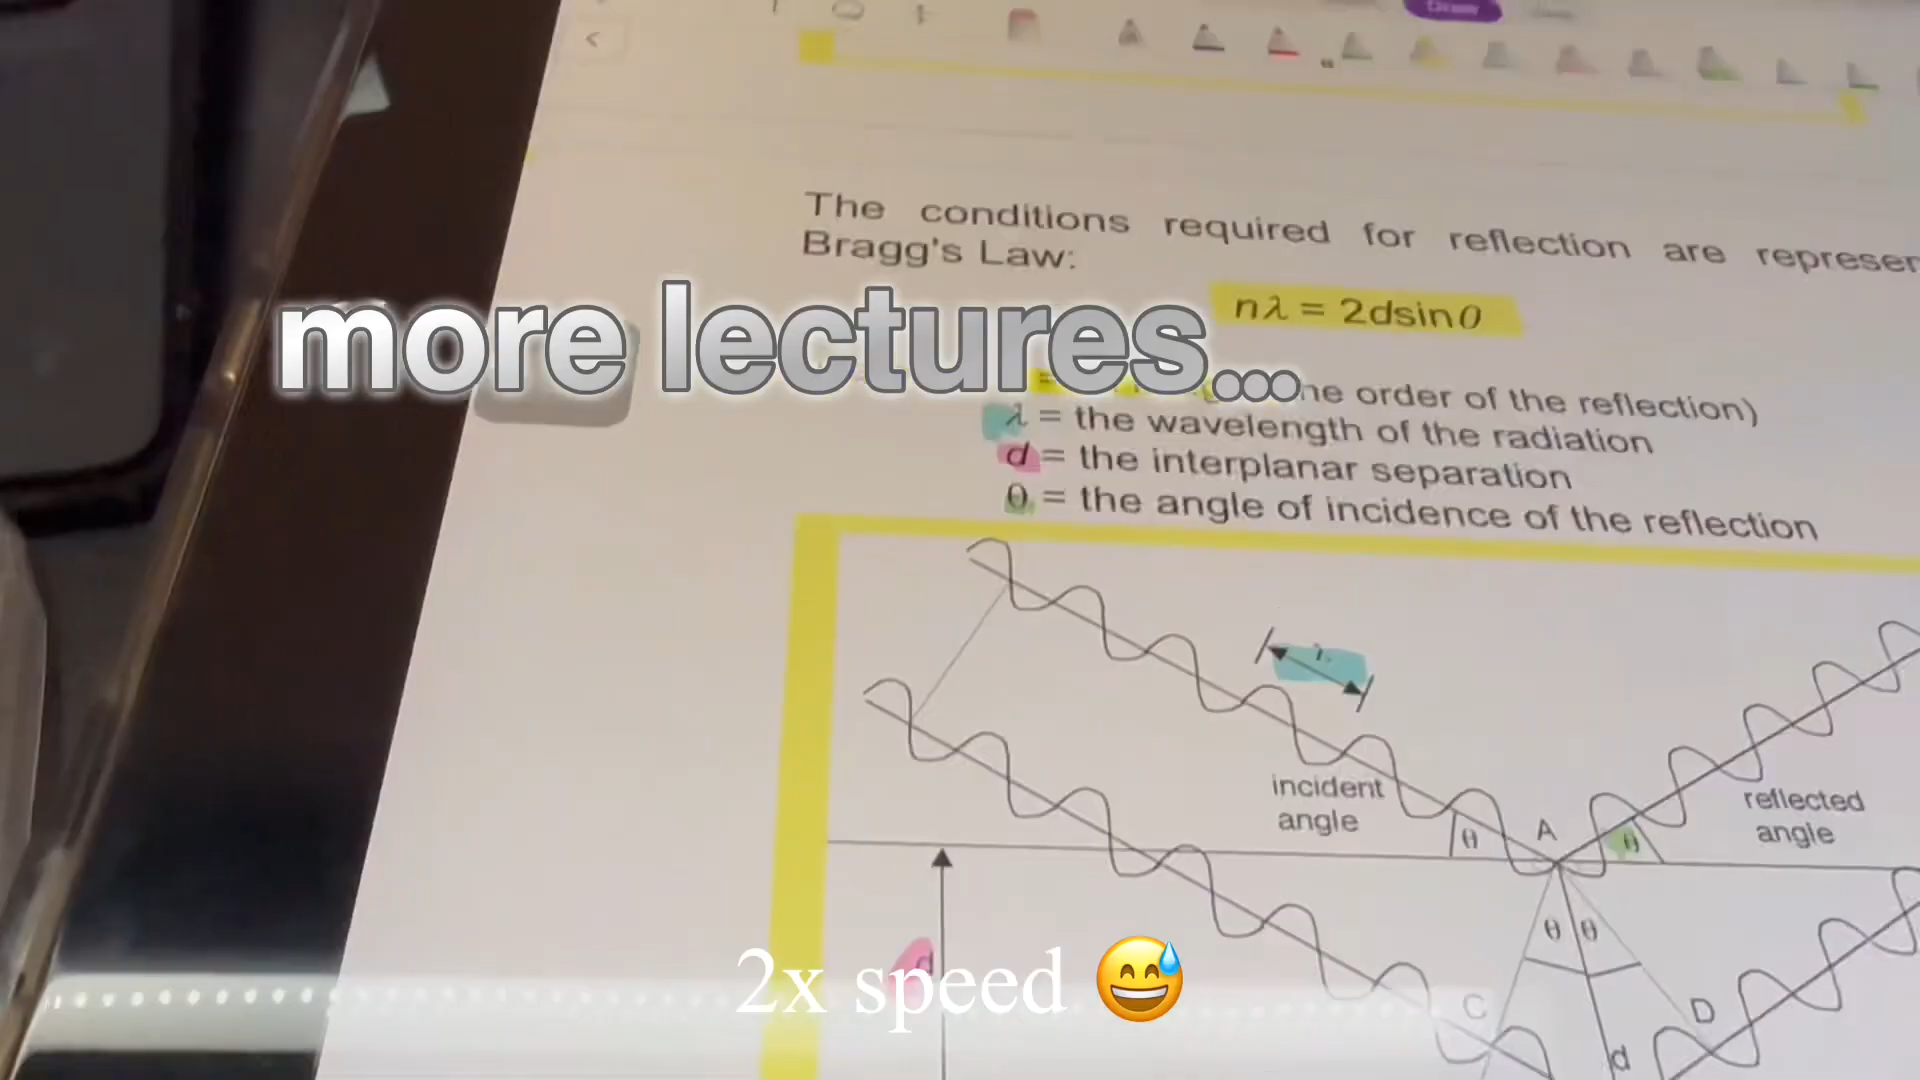 The conditions required for reflection are represen
Bragg's Law:
nλ = 2dsinθ
more lectures...
he order of the reflection)
λ = the wavelength of the radiation
d = the interplanar separation
θ = the angle of incidence of the reflection
λ
incident
angle
θ
A
θ
reflected
angle
θ θ
d
2x speed 😅
C
D
d